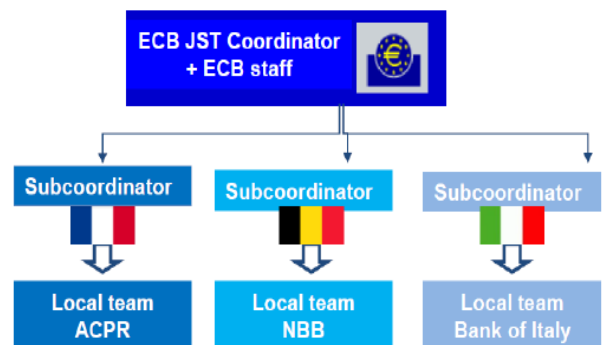 ECB JST Coordinator
+ ECB staff
€
Subcoordinator
Subcoordinator
Subcoordinator
Local team
ACPR
Local team
NBB
Local team
Bank of Italy